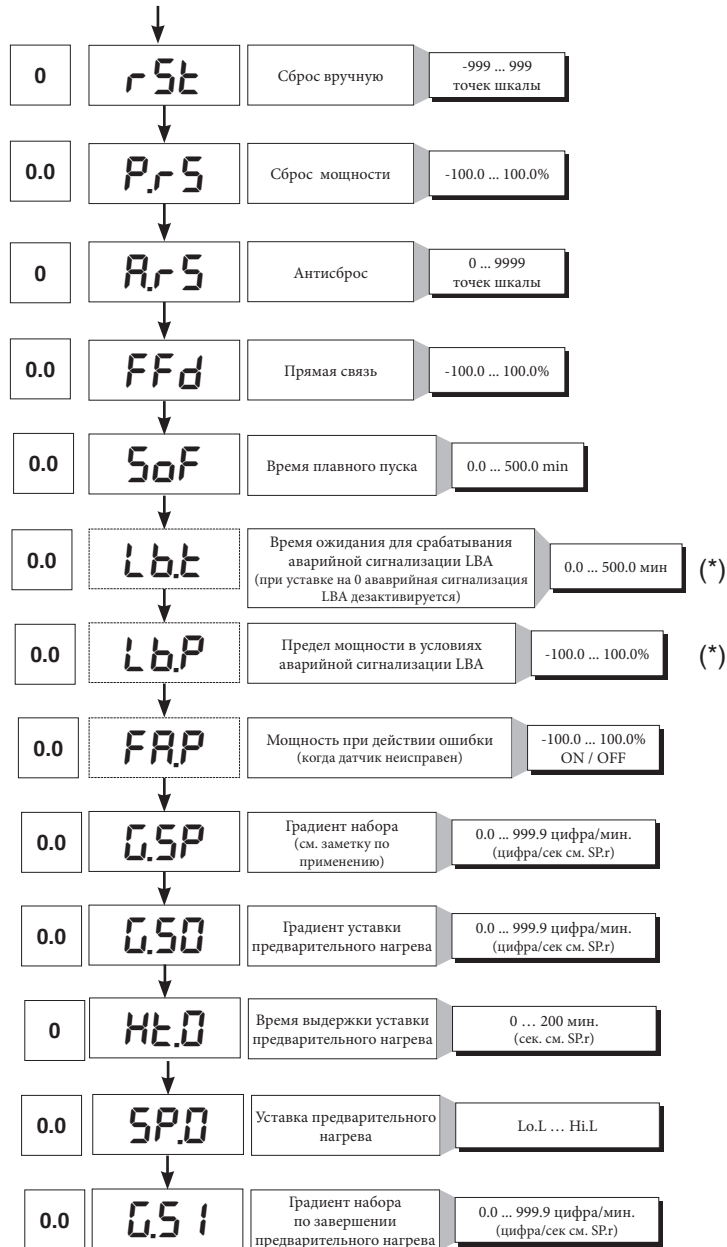 0
rSt
Сброс вручную
-999 ... 999
точек шкалы
0.0
P.rS
Сброс мощности
-100.0 ... 100.0%
0
A.rS
Антисброс
0 ... 9999
точек шкалы
0.0
FFd
Прямая связь
-100.0 ... 100.0%
0.0
SoF
Время плавного пуска
0.0 ... 500.0 min
0.0
Lb.t
Время ожидания для срабатывания
аварийной сигнализации LBA
(при уставке на 0 ававрийная сигнализация
LBA дезактивируется)
0.0 ... 500.0 мин
(*)
0.0
Lb.P
Предел мощности в условиях
аварийной сигнализации LBA
-100.0 ... 100.0%
(*)
0.0
FA.P
Мощность при действии ошибки
(когда датчик неисправен)
-100.0 ... 100.0%
ON / OFF
0.0
G.SP
Градиент набора
(см. заметку по
применению)
0.0 ... 999.9 цифра/мин.
(цифра/сек см. SP.r)
0.0
G.S0
Градиент уставки
предварительного нагрева
0.0 ... 999.9 цифра/мин.
(цифра/сек см. SP.r)
0
Ht.0
Время выдержки уставки
предварительного нагрева
0 … 200 мин.
(сек. см. SP.r)
0.0
SP.0
Уставка предварительного
нагрева
Lo.L … Hi.L
0.0
G.S1
Градиент набора
по завершении
предварительного нагрева
0.0 ... 999.9 цифра/мин.
(цифра/сек см. SP.r)